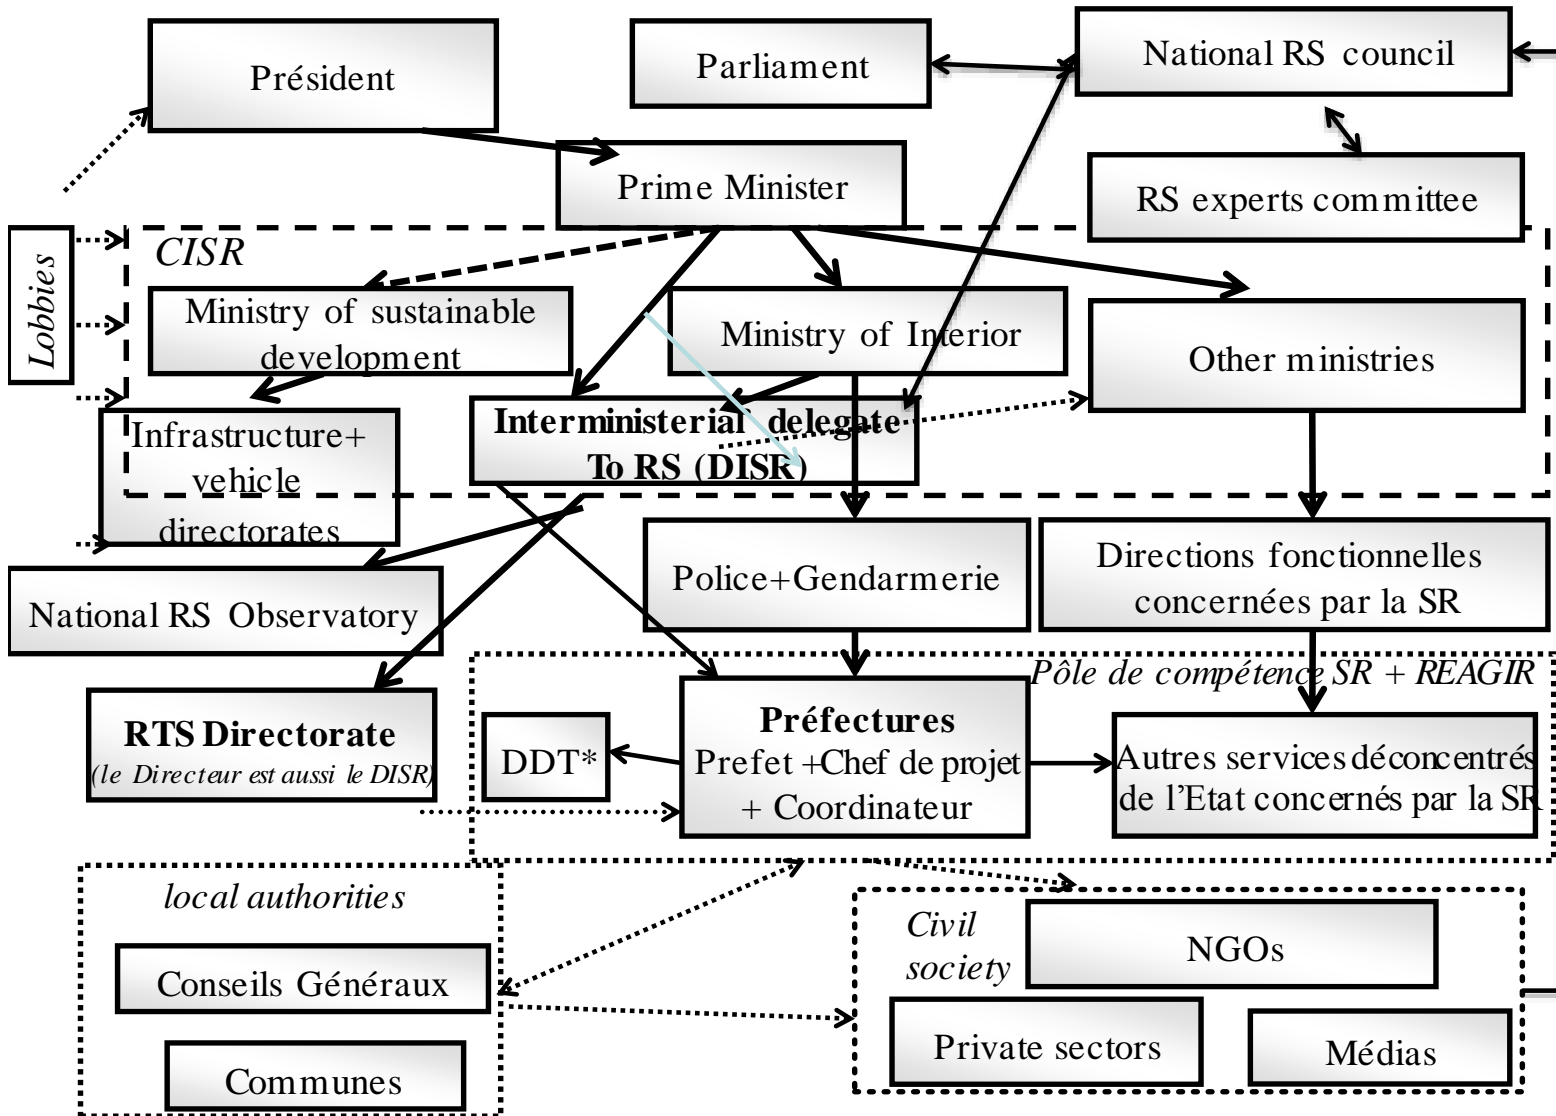 Président
Parliament
National RS council
Prime Minister
RS experts committee
CISR
Lobbies
Ministry of sustainable
development
Ministry of Interior
Other ministries
Infrastructure+
vehicle
directorates
Interministerial delegate
To RS (DISR)
Police+Gendarmerie
Directions fonctionnelles
concernées par la SR
National RS Observatory
Pôle de compétence SR + REAGIR
RTS Directorate
(le Directeur est aussi le DISR)
DDT*
Préfectures
Prefet +Chef de projet
+ Coordinateur
Autres services déconcentrés
de l'Etat concernés par la SR
local authorities
Conseils Généraux
Communes
Civil
society
NGOs
Private sectors
Médias